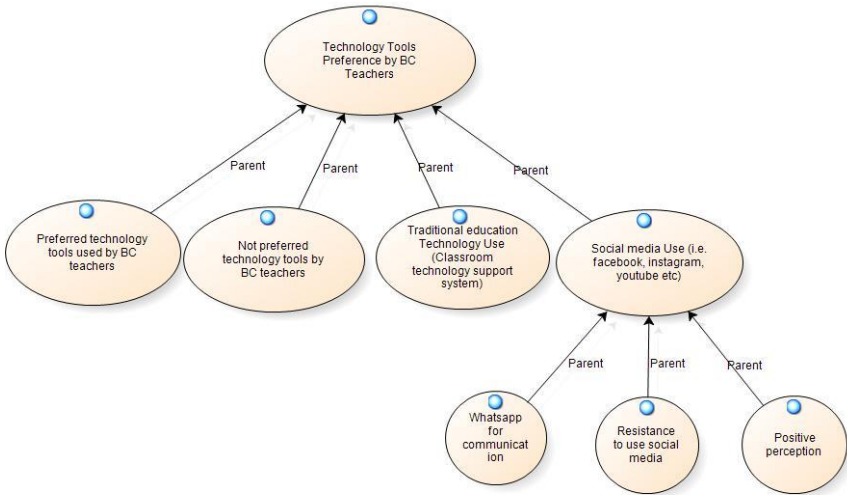 Technology Tools
Preference by BC
Teachers
Parent
Parent
Parent
Parent
Preferred technology
tools used by BC
teachers
Not preferred
technology tools by
BC teachers
Traditional education
Technology Use
(Classroom
technology support
system)
Social media Use (i.e.
facebook, instagram,
youtube etc)
Parent
Parent
Parent
Whatsapp
for
communicat
ion
Resistance
to use social
media
Positive
perception